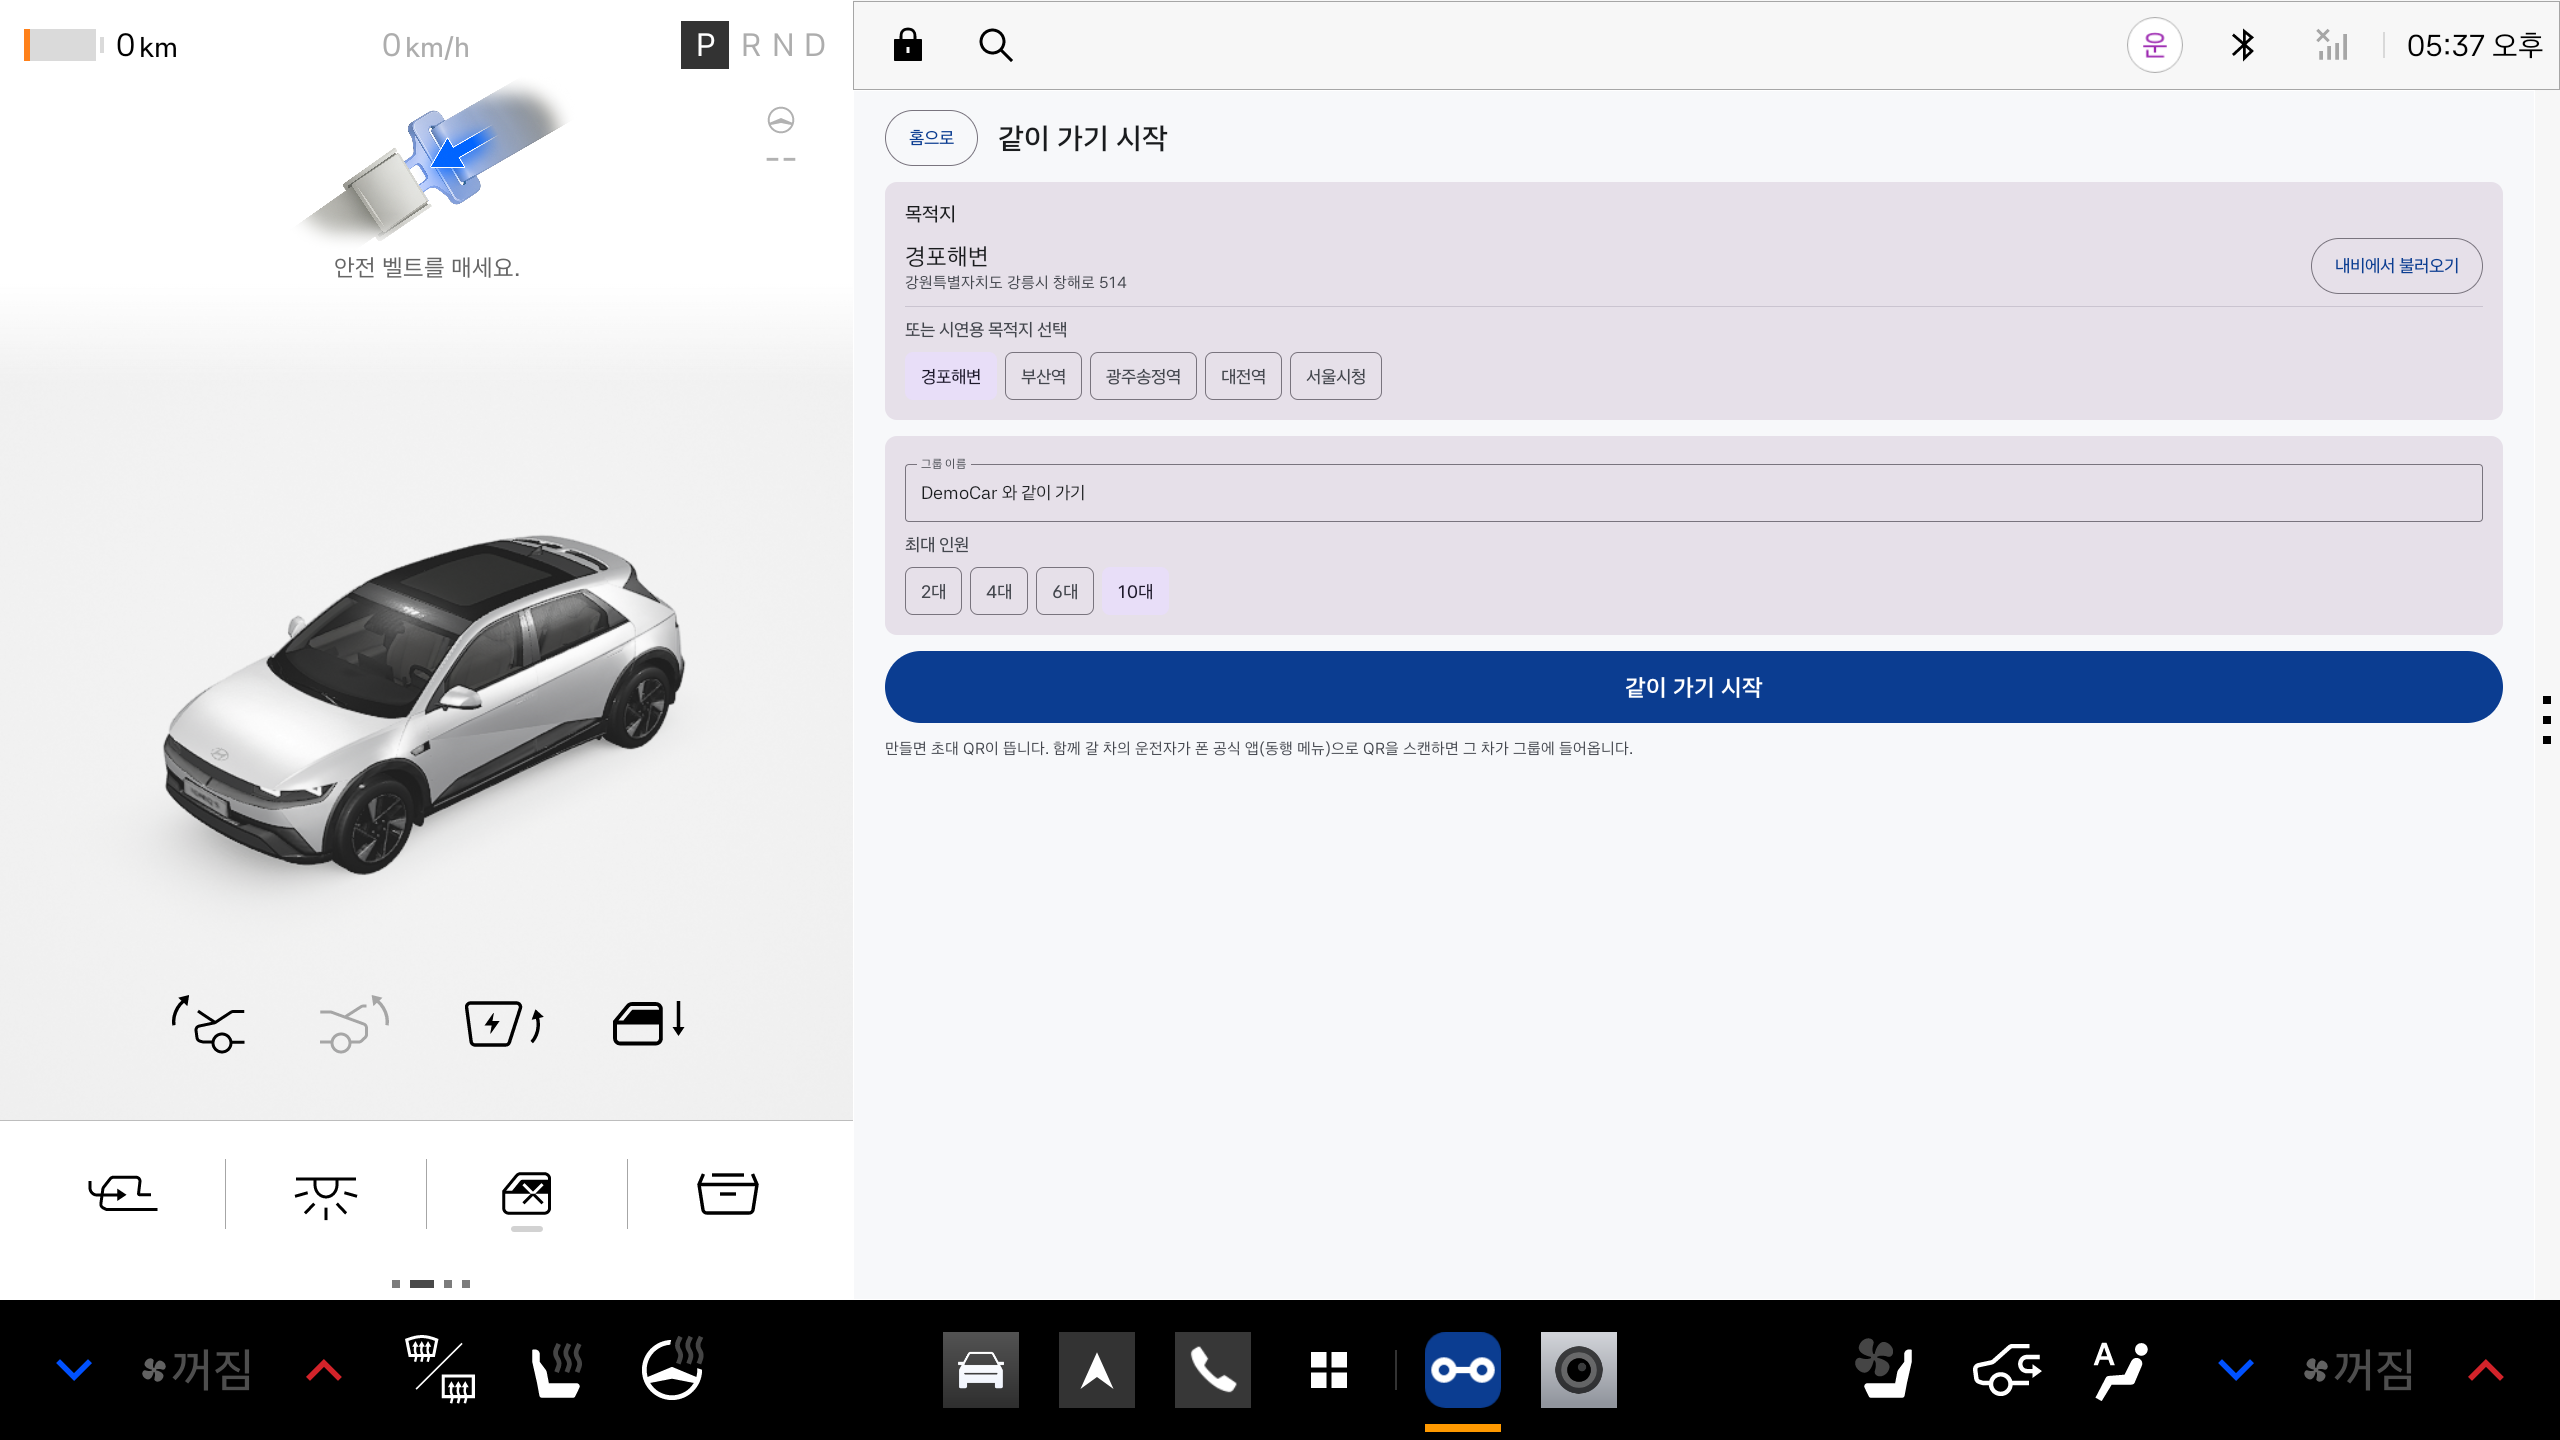 0 km
0 km/h
P R N D
안전 벨트를 매세요.
운
05:37 오후
홈으로
같이 가기 시작
목적지
경포해변
강원특별자치도 강릉시 창해로 514
내비에서 불러오기
또는 시연용 목적지 선택
경포해변
부산역
광주송정역
대전역
서울시청
그룹 이름
DemoCar 와 같이 가기
최대 인원
2대
4대
6대
10대
같이 가기 시작
만들면 초대 QR이 뜹니다. 함께 갈 차의 운전자가 폰 공식 앱(동행 메뉴)으로 QR을 스캔하면 그 차가 그룹에 들어옵니다.
꺼짐
A
꺼짐